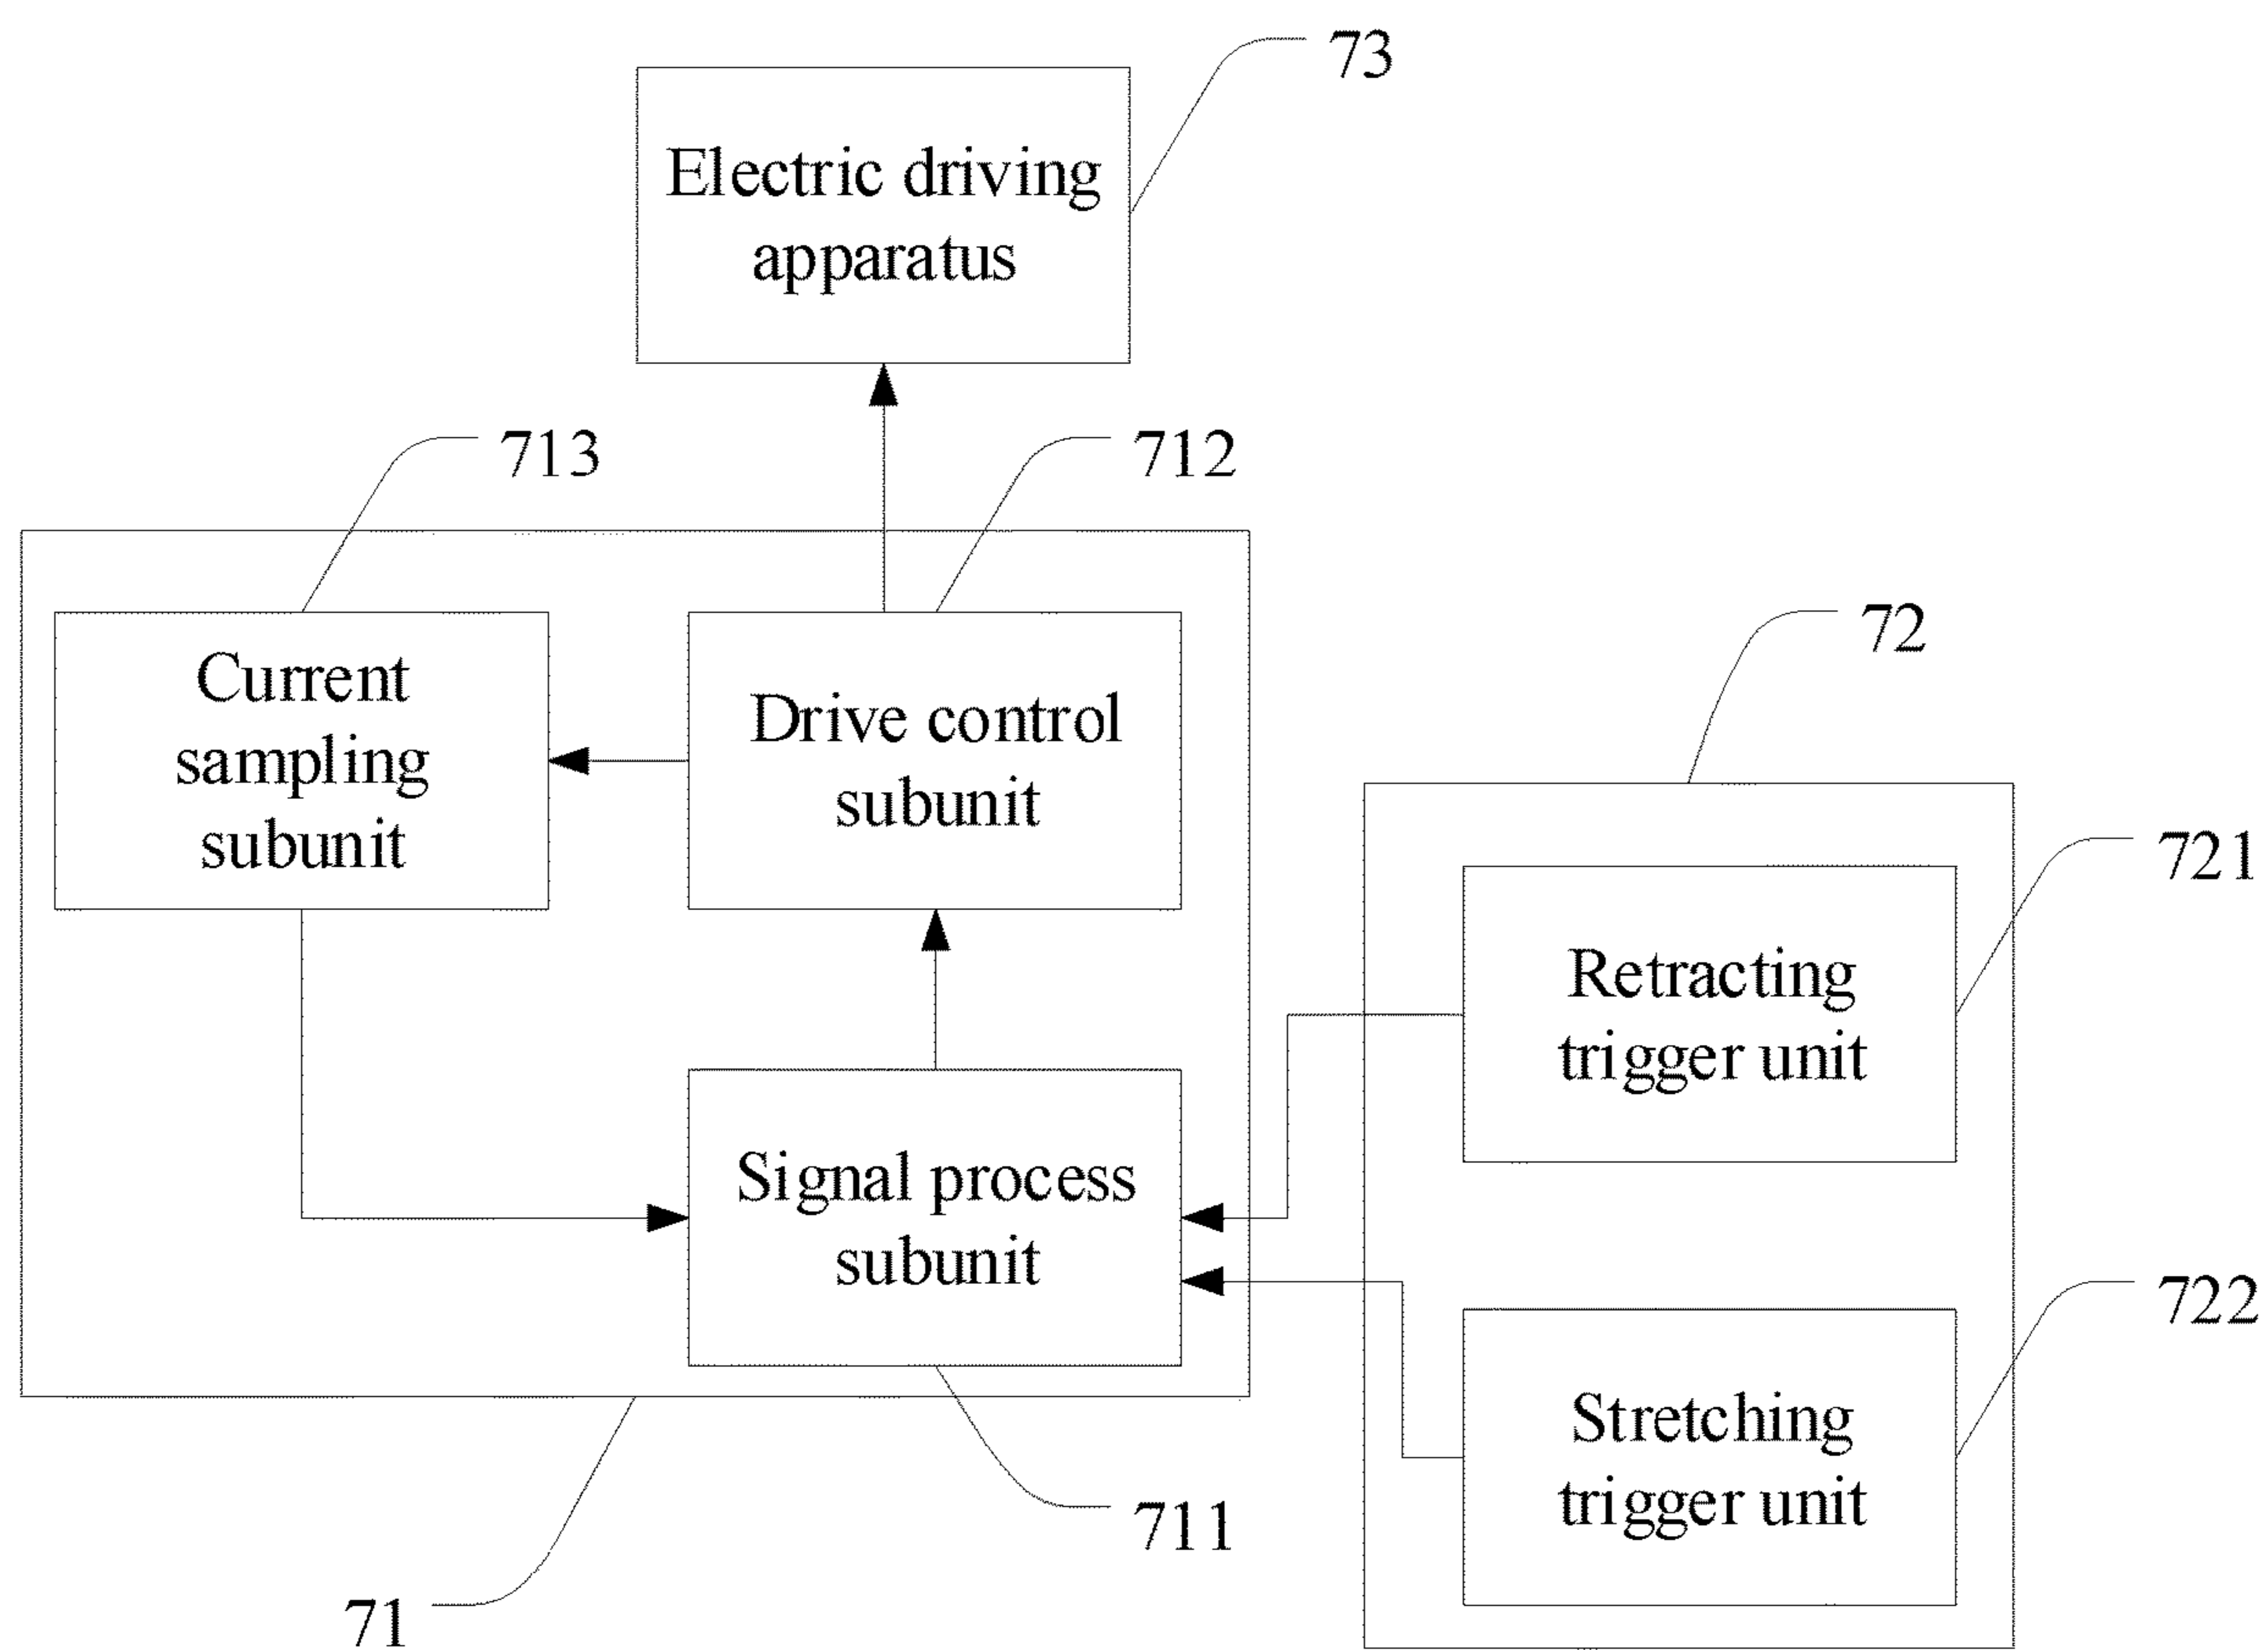 73
Electric driving
apparatus
713
712
72
Current
sampling
subunit
Drive control
subunit
721
Retracting
trigger unit
Signal process
subunit
722
Stretching
trigger unit
711
71